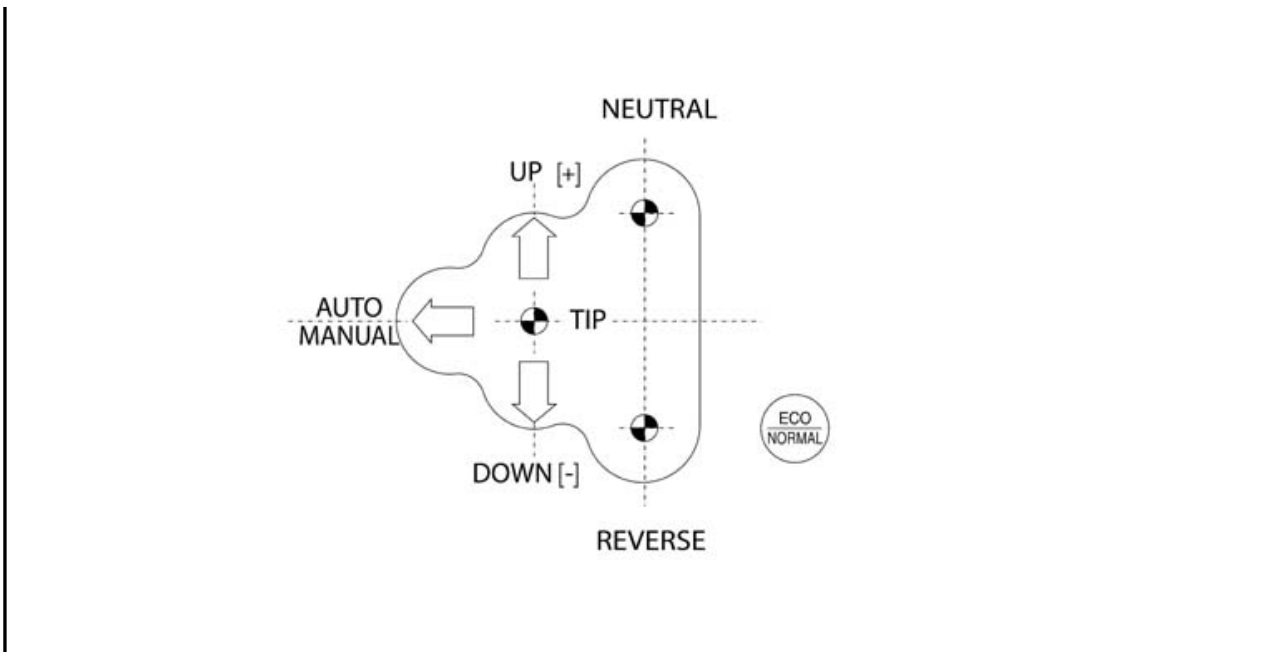 NEUTRAL
UP [+]
AUTO
MANUAL
TIP
ECO
NORMAL
DOWN [-]
REVERSE